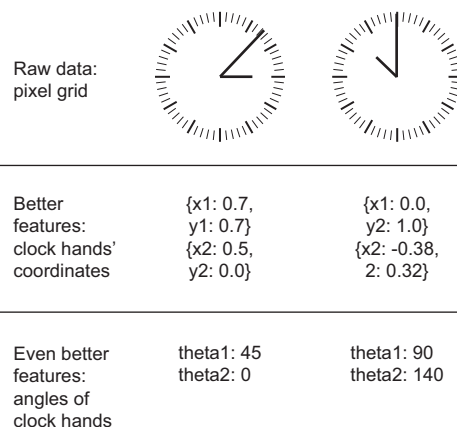 Raw data:
pixel grid
Better
features:
clock hands’
coordinates
{x1: 0.7,
y1: 0.7}
{x2: 0.5,
y2: 0.0}
{x1: 0.0,
y2: 1.0}
{x2: -0.38,
2: 0.32}
Even better
features:
angles of
clock hands
theta1: 45
theta2: 0
theta1: 90
theta2: 140